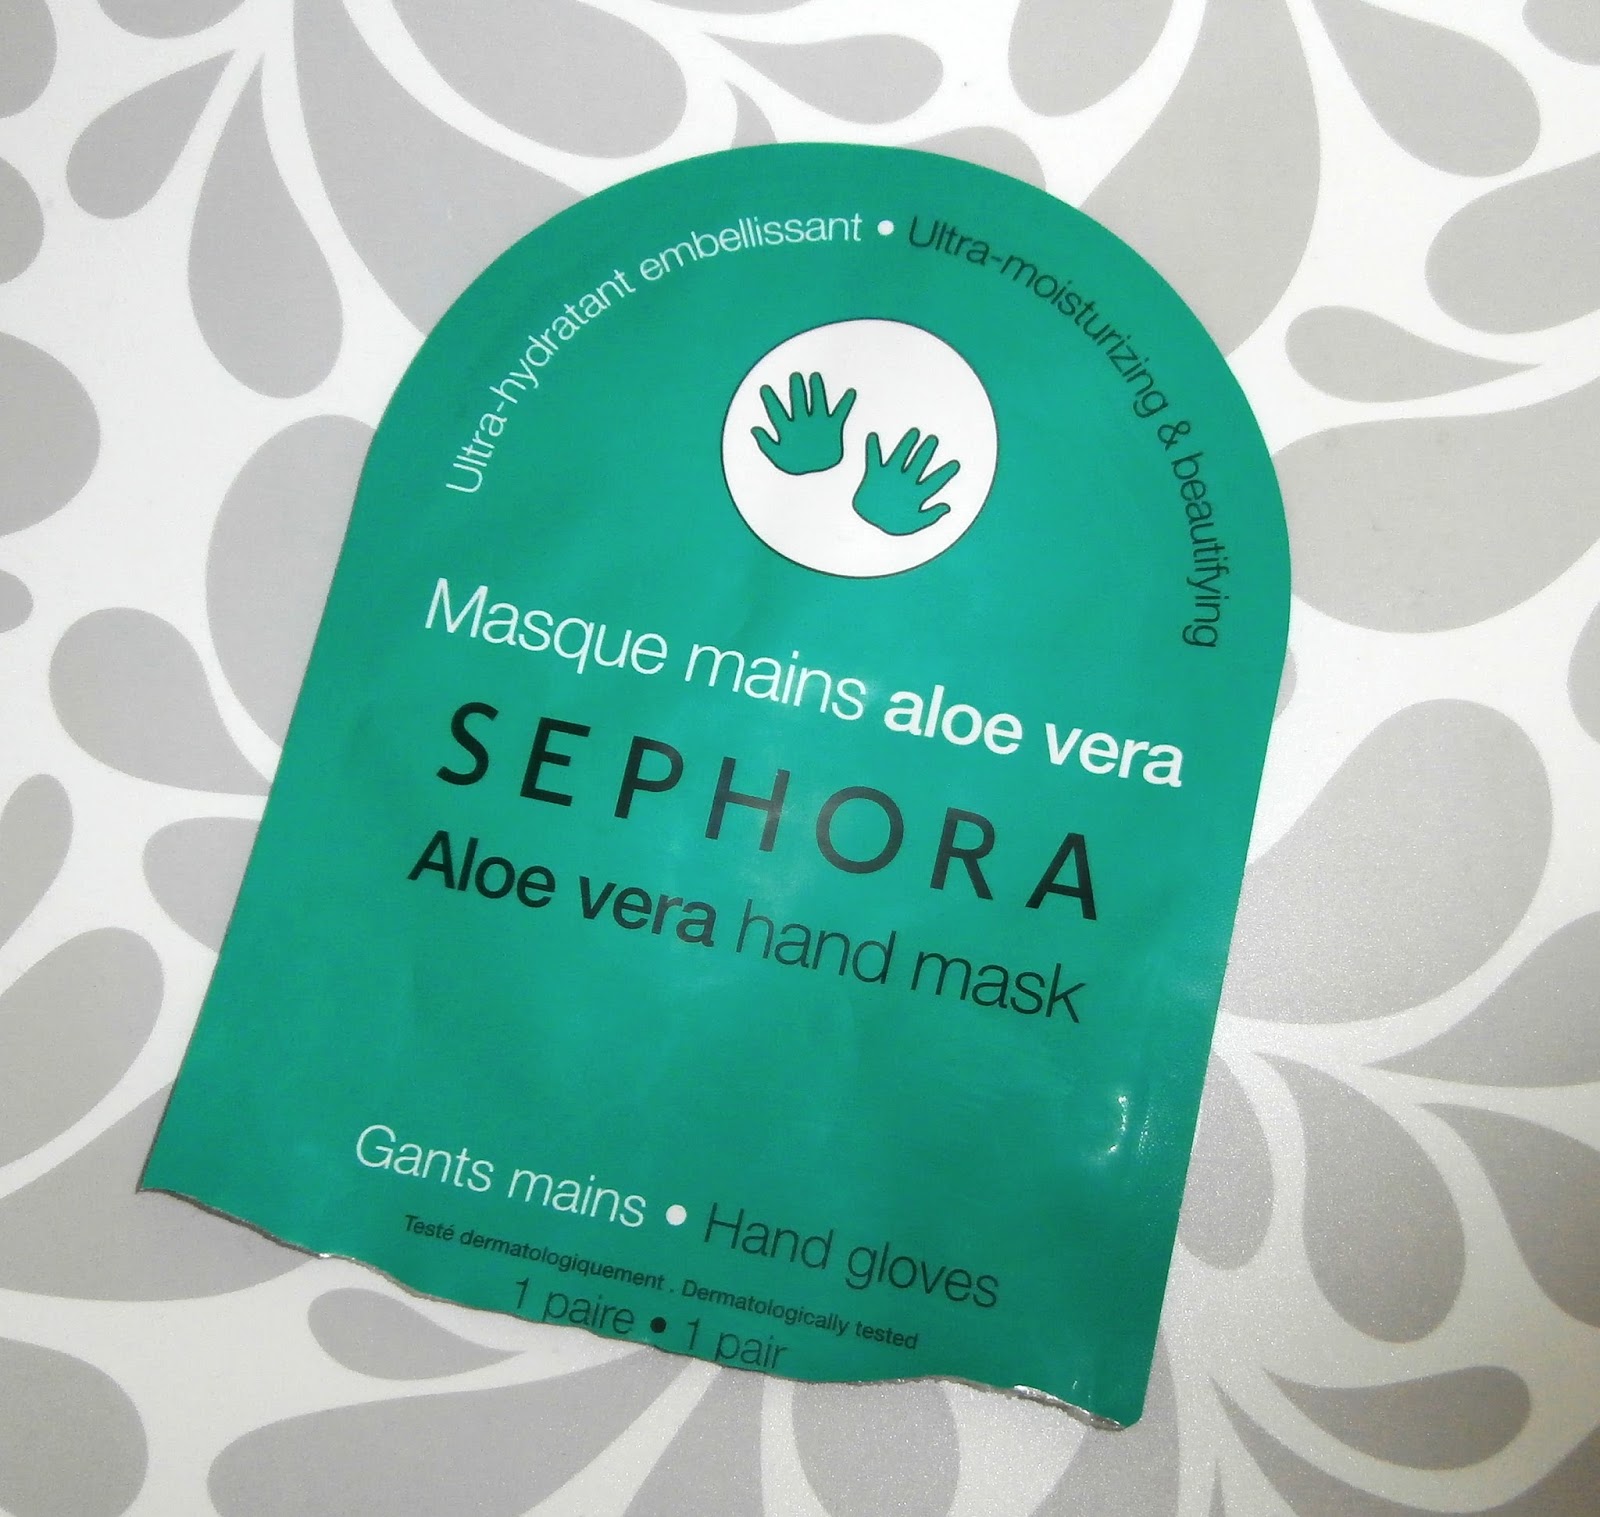 Ultra-hydratant embellissant • Ultra-moisturizing & beautifying
Masque mains aloe vera
SEPHORA
Aloe vera hand mask
Gants mains • Hand gloves
Testé dermatologiquement . Dermatologically tested
1 paire • 1 pair